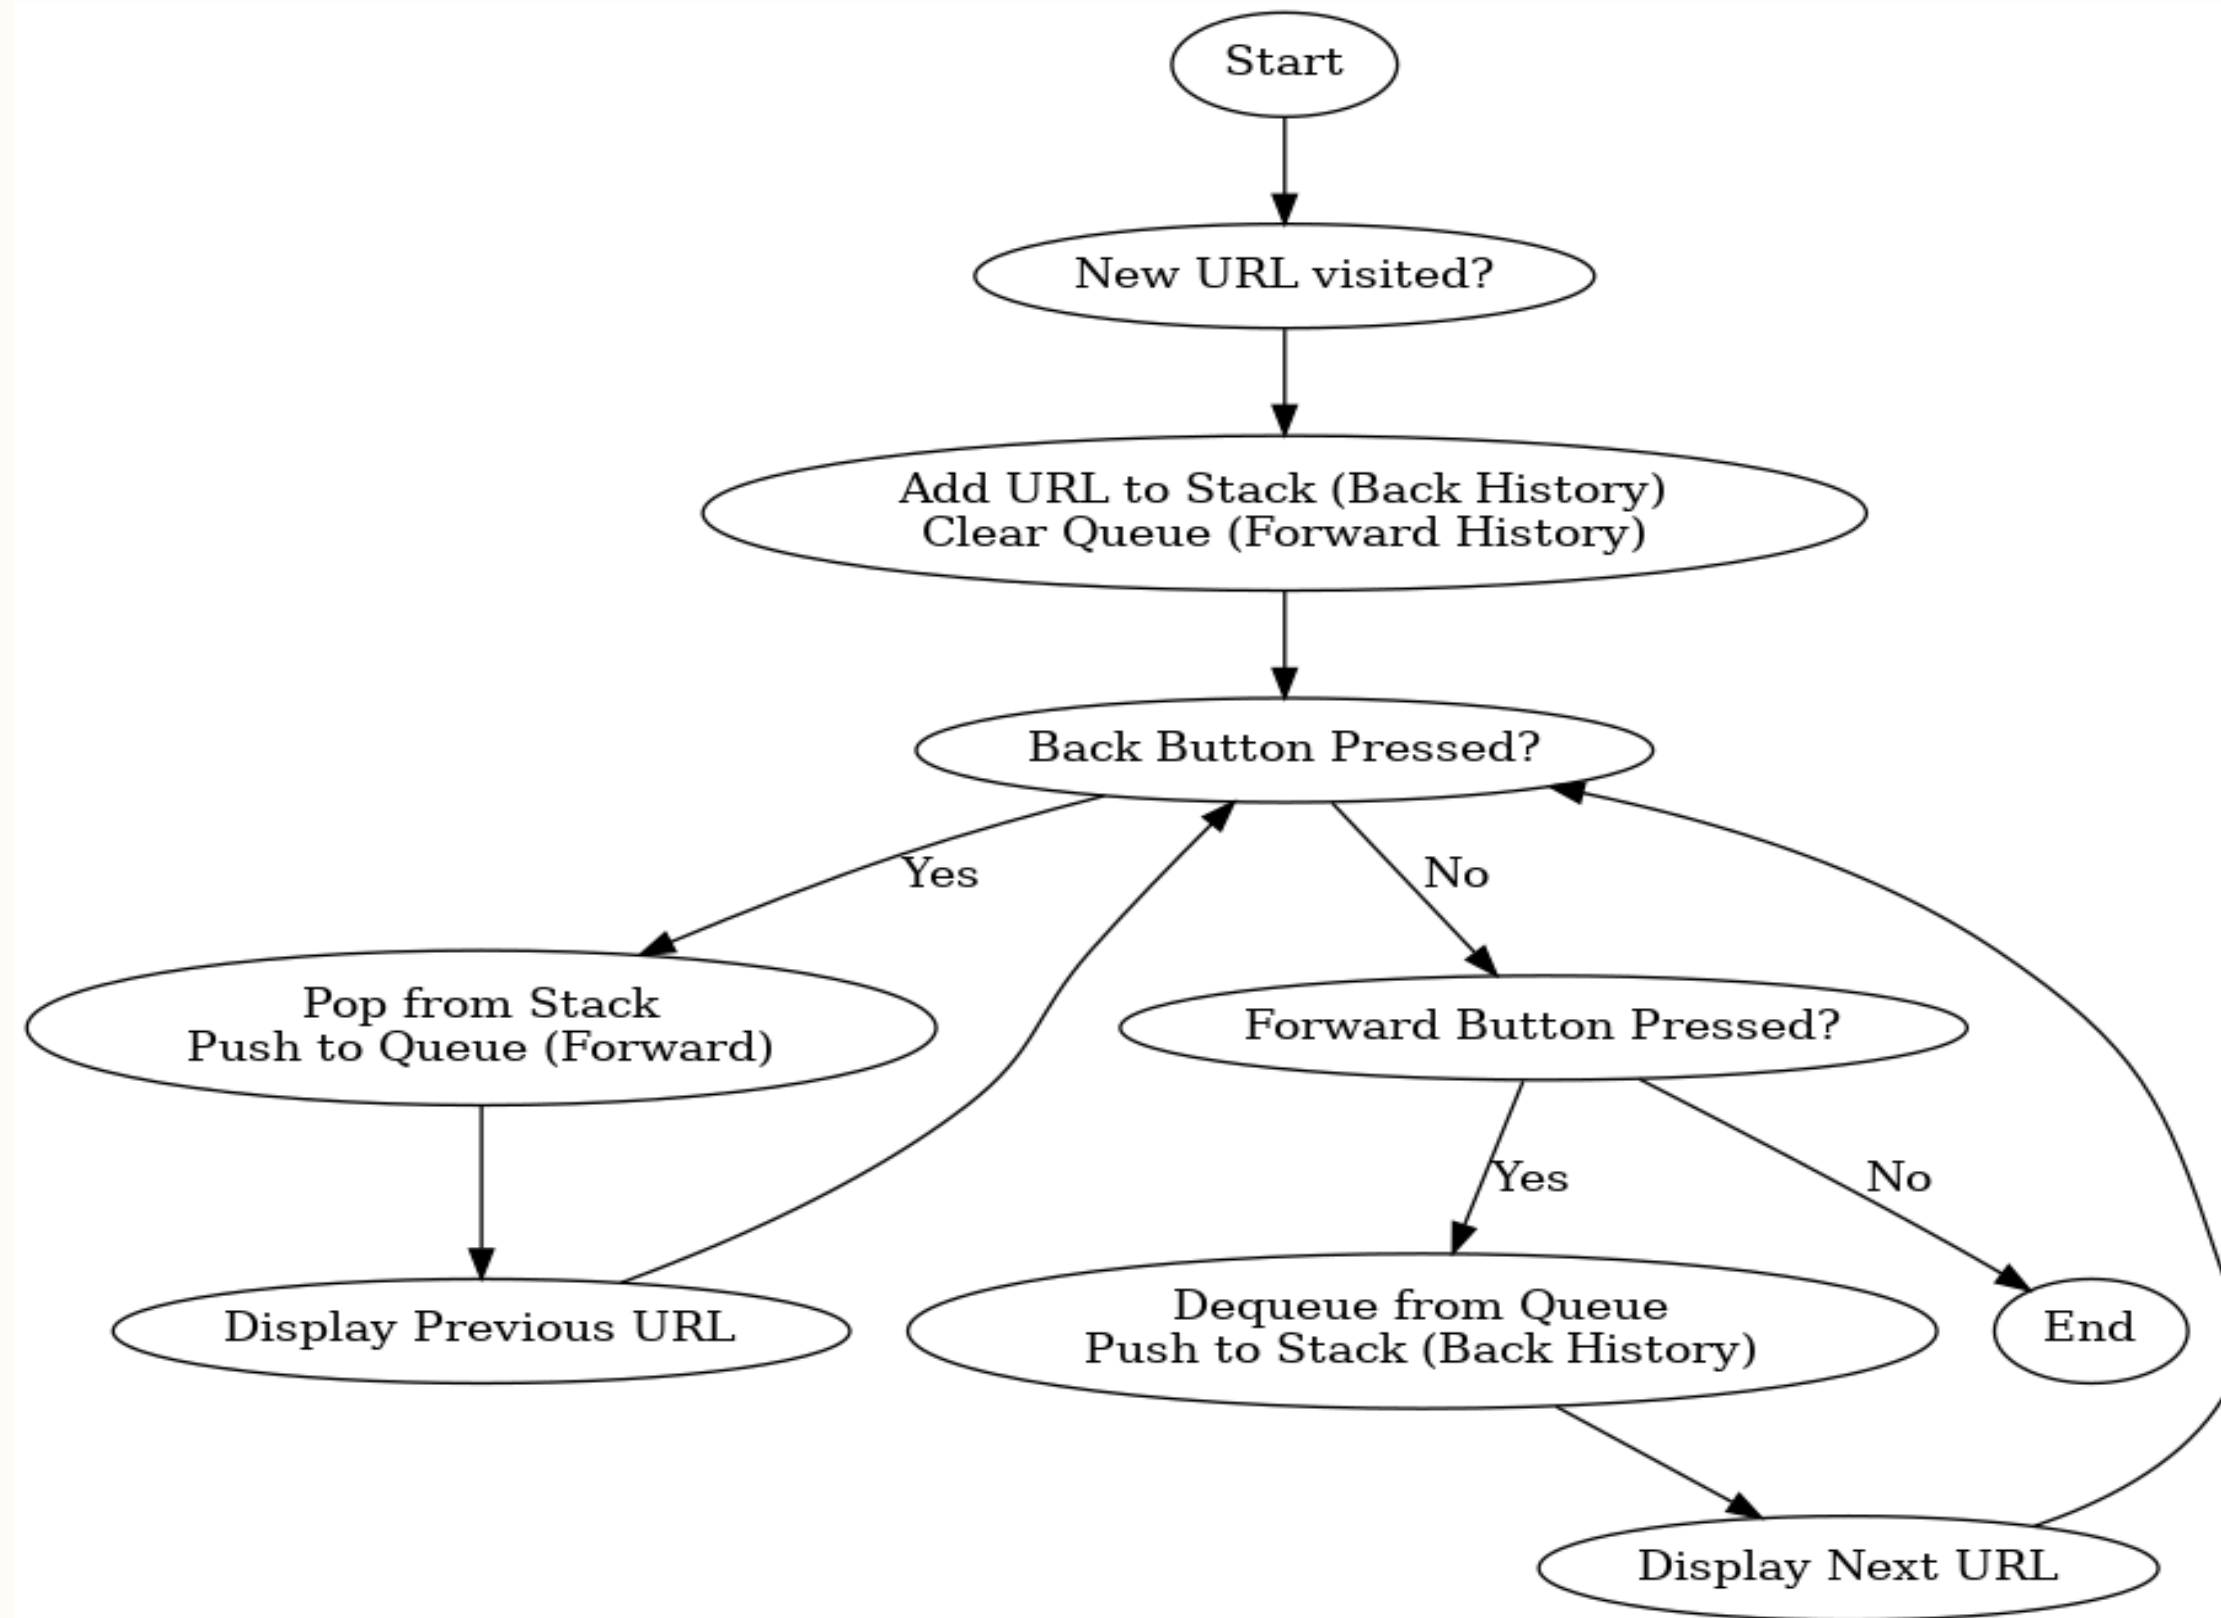 Start
New URL visited?
Add URL to Stack (Back History)
Clear Queue (Forward History)
Back Button Pressed?
Yes
No
Pop from Stack
Push to Queue (Forward)
Forward Button Pressed?
Yes
No
Display Previous URL
Dequeue from Queue
Push to Stack (Back History)
End
Display Next URL